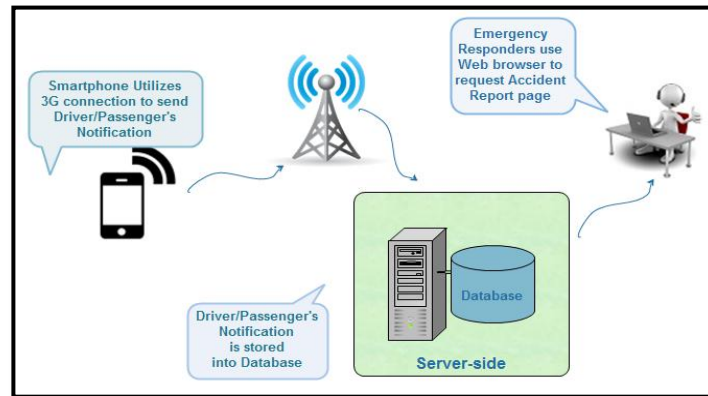 Smartphone Utilizes
3G connection to send
Driver/Passenger's
Notification
Emergency
Responders use
Web browser to
request Accident
Report page
Driver/Passenger's
Notification
is stored
into Database
Database
Server-side